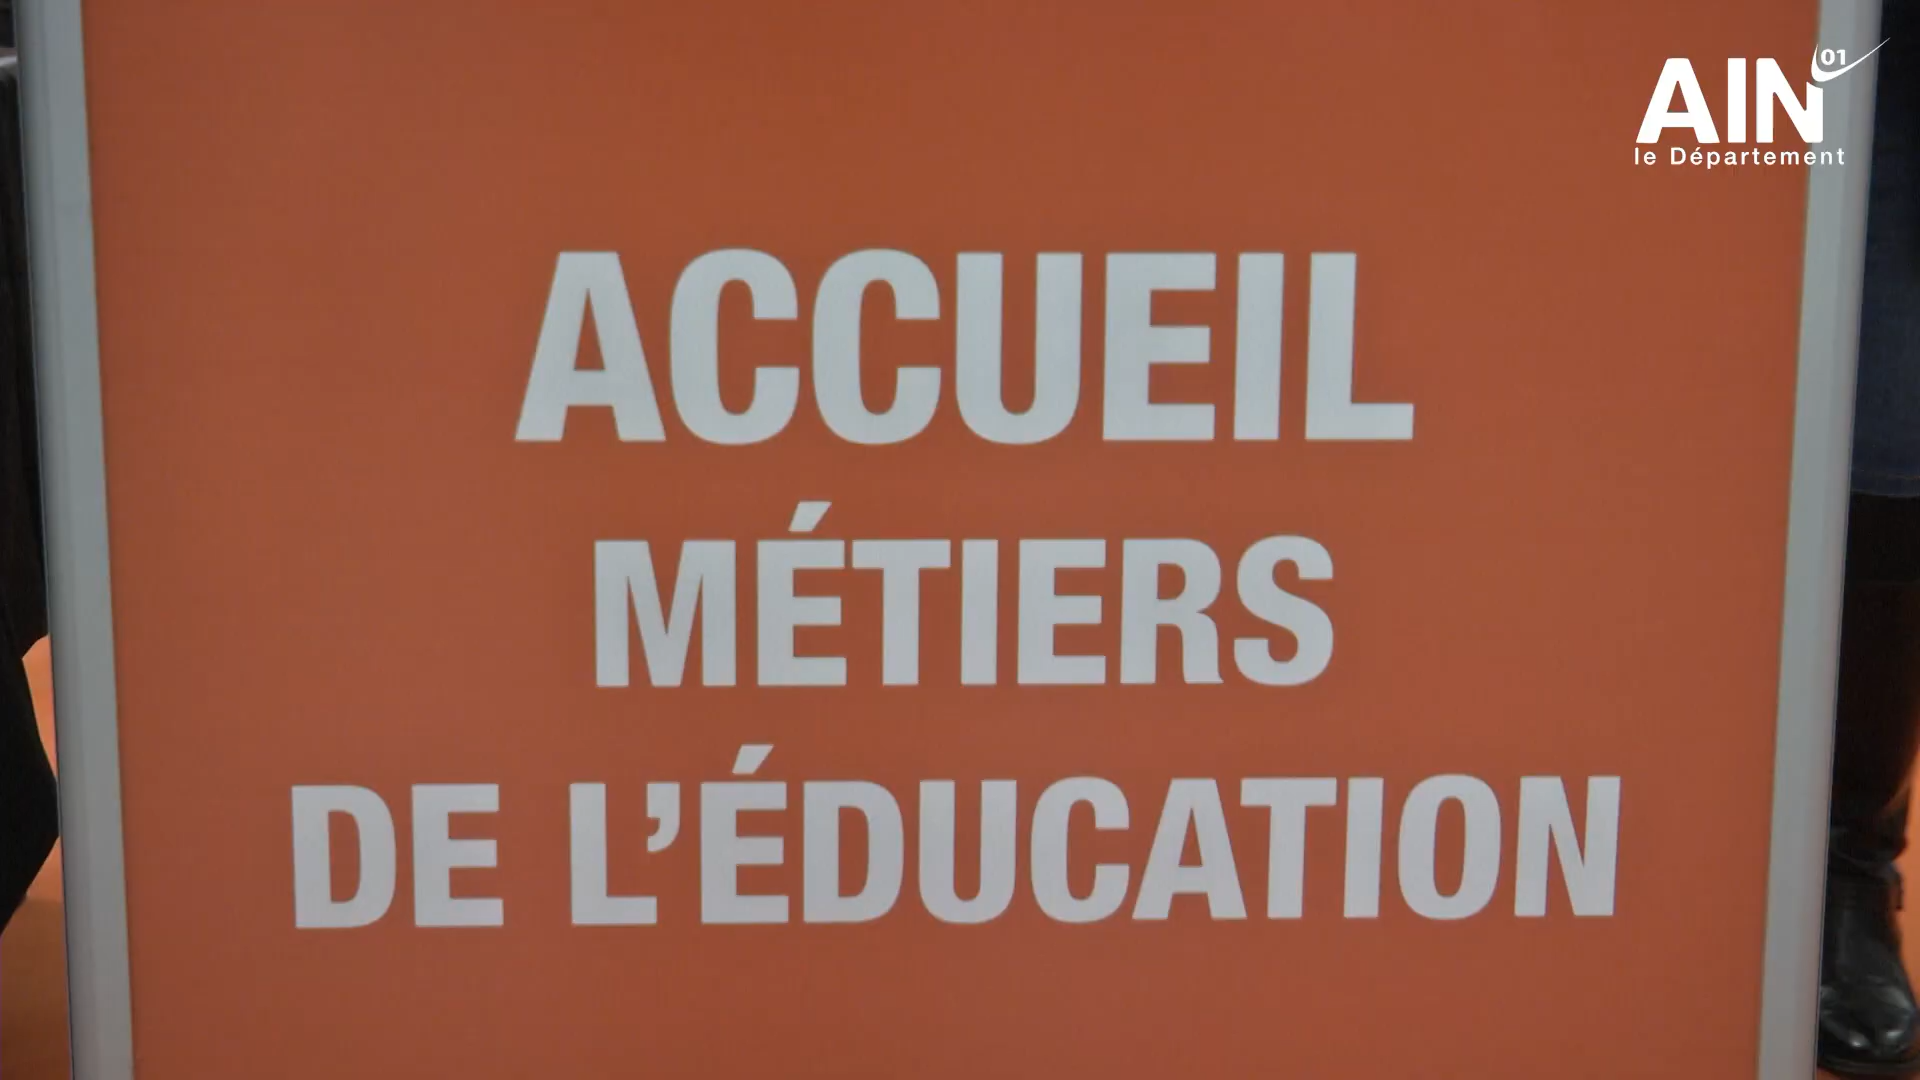 AIN 01
le Département
ACCUEIL
MÉTIERS
DE L'ÉDUCATION